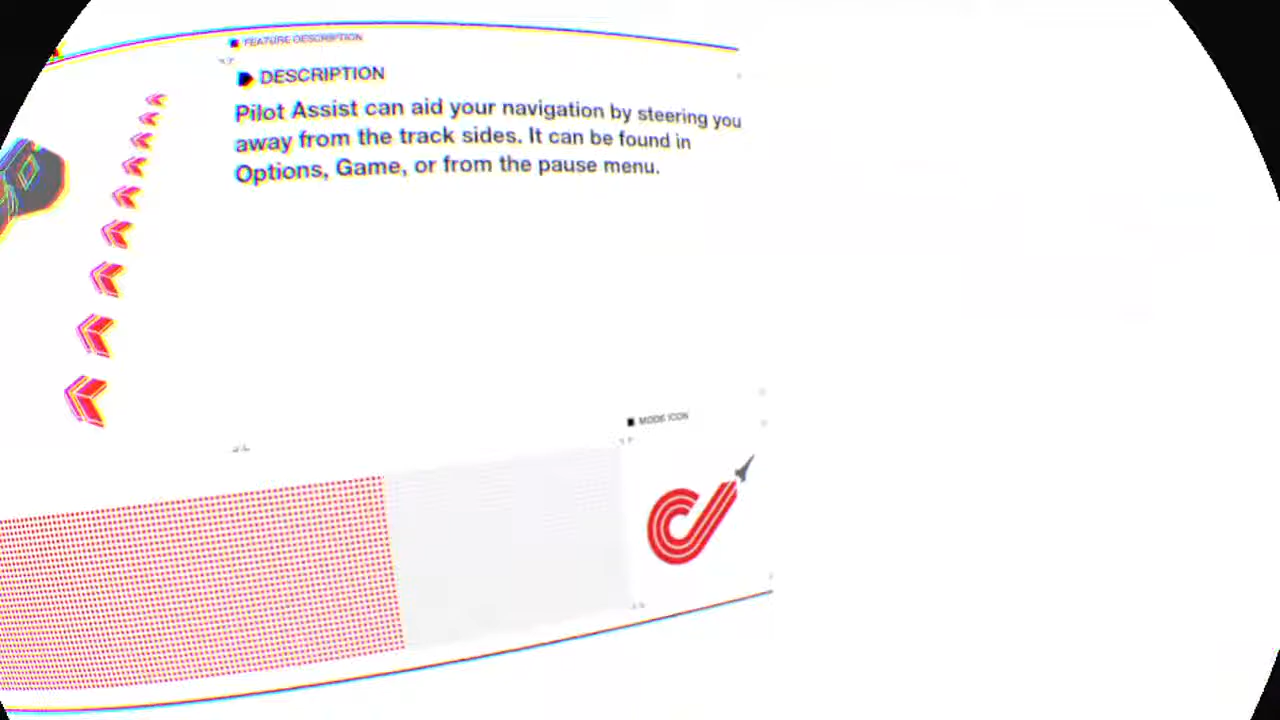 FEATURE DESCRIPTION
DESCRIPTION
Pilot Assist can aid your navigation by steering you
away from the track sides. It can be found in
Options, Game, or from the pause menu.
MODE ICON